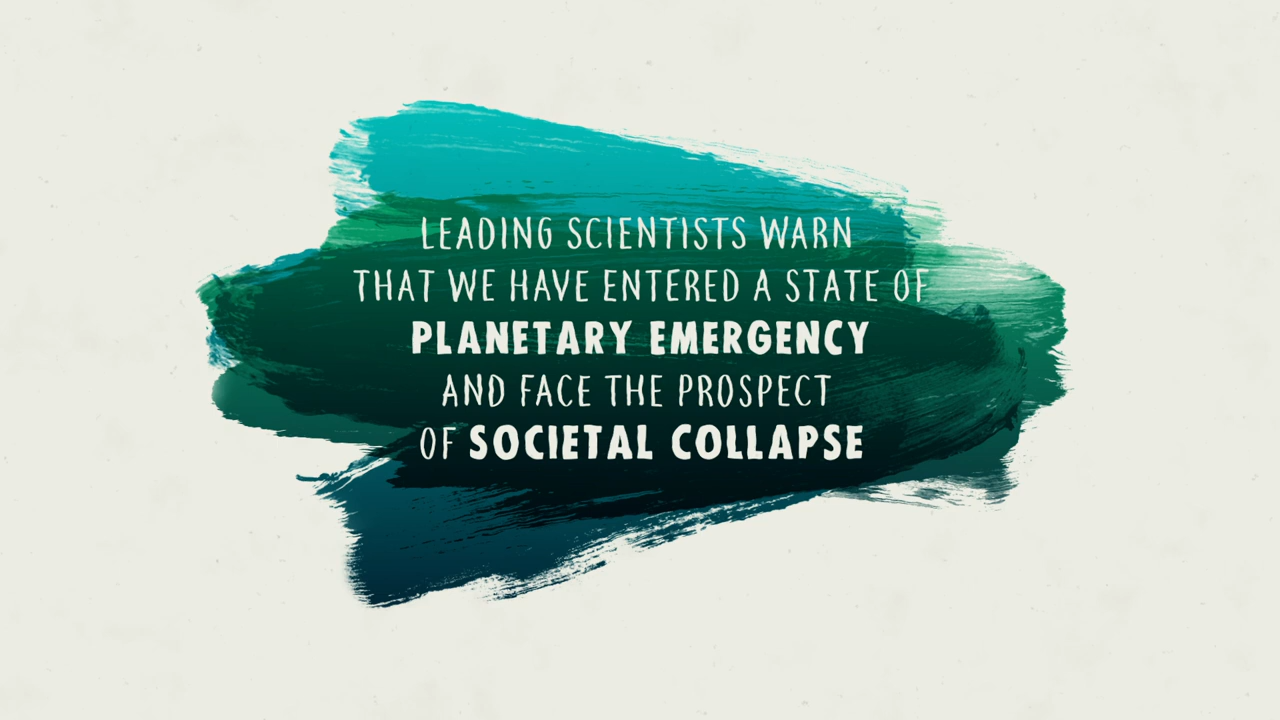 LEADING SCIENTISTS WARN
THAT WE HAVE ENTERED A STATE OF
PLANETARY EMERGENCY
AND FACE THE PROSPECT
OF SOCIETAL COLLAPSE